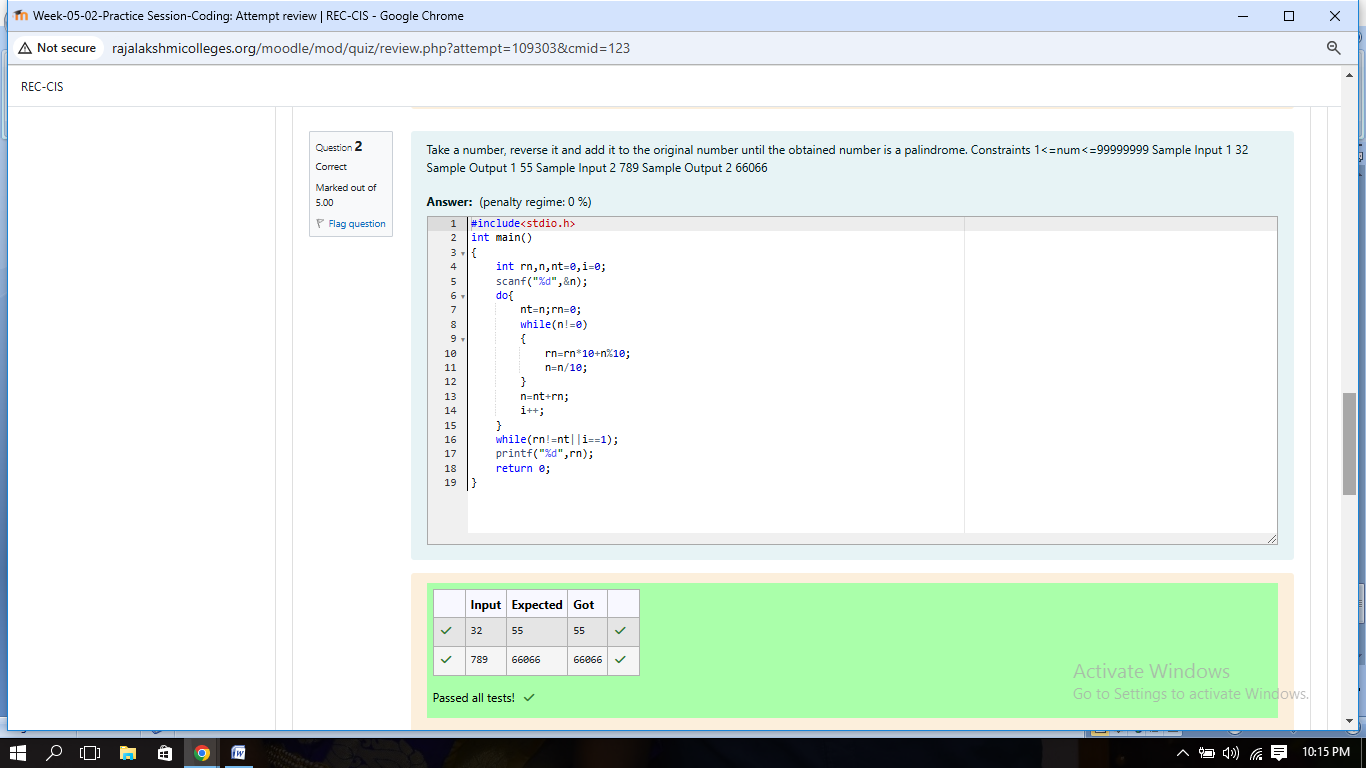 Week-05-02-Practice Session-Coding: Attempt review | REC-CIS - Google Chrome
Not secure rajalakshmicolleges.org/moodle/mod/quiz/review.php?attempt=109303&cmid=123
REC-CIS
Question 2
Correct
Marked out of
5.00
Flag question
Take a number, reverse it and add it to the original number until the obtained number is a palindrome. Constraints 1<=num<=99999999 Sample Input 1 32
Sample Output 1 55 Sample Input 2 789 Sample Output 2 66066
Answer: (penalty regime: 0 %)
1 #include<stdio.h>
2 int main()
3 {
4 int rn,n,nt=0,i=0;
5 scanf("%d",&n);
6 do{
7 nt=n;rn=0;
8 while(n!=0)
9 {
10 rn=rn*10+n%10;
11 n=n/10;
12 }
13 n=nt+rn;
14 i++;
15 }
16 while(rn!=nt||i==1);
17 printf("%d",rn);
18 return 0;
19 }
Input Expected Got
32 55 55
789 66066 66066
Passed all tests!
Activate Windows
Go to Settings to activate Windows.
10:15 PM